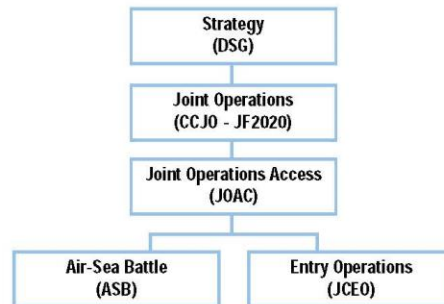 Strategy
(DSG)
Joint Operations
(CCJO - JF2020)
Joint Operations Access
(JOAC)
Air-Sea Battle
(ASB)
Entry Operations
(JCEO)